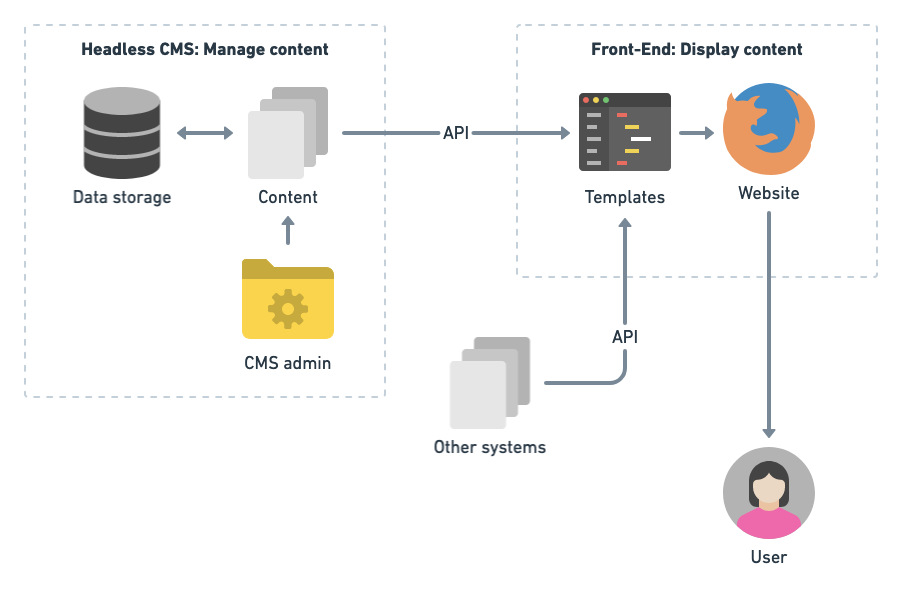 Headless CMS: Manage content
Front-End: Display content
API
Data storage
Content
Templates
Website
CMS admin
API
Other systems
User